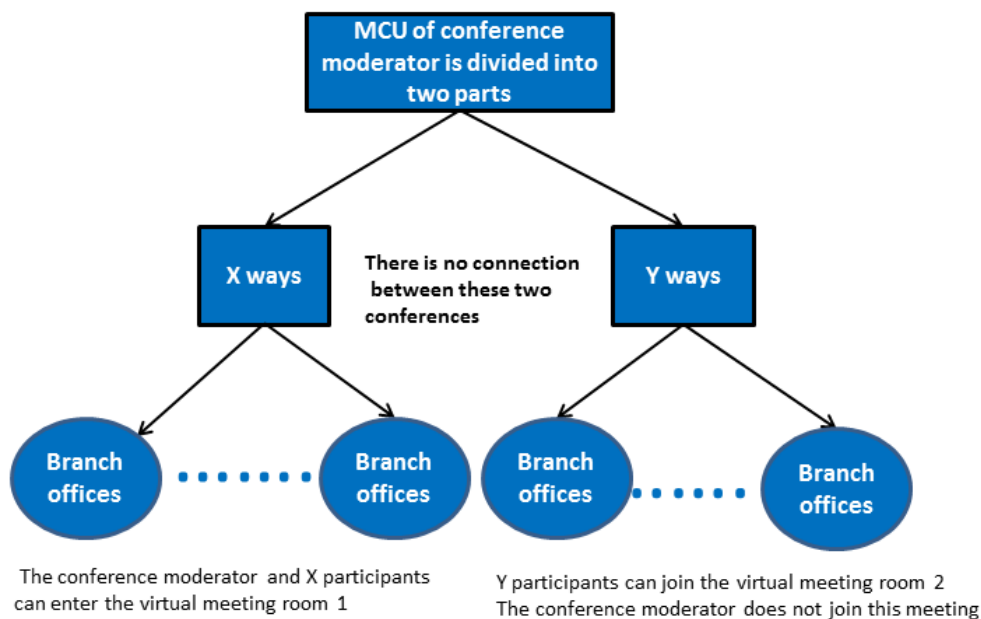 MCU of conference
moderator is divided into
two parts
X ways
There is no connection
between these two
conferences
Y ways
Branch
offices
Branch
offices
Branch
offices
Branch
offices
The conference moderator and X participants
can enter the virtual meeting room 1
Y participants can join the virtual meeting room 2
The conference moderator does not join this meeting